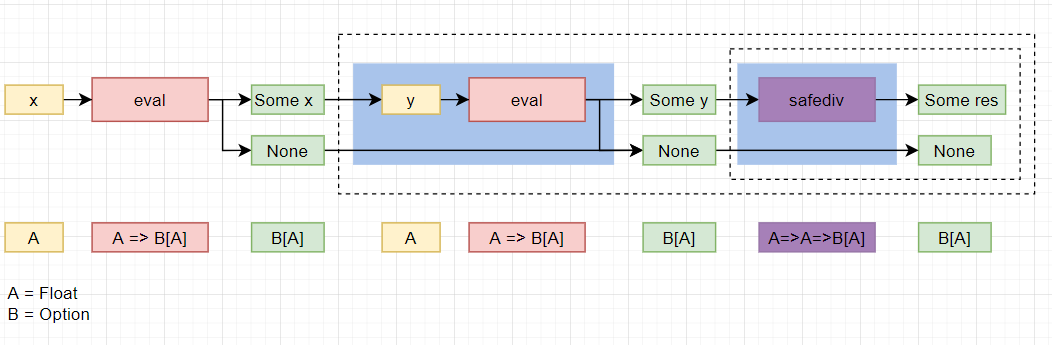 x
eval
Some x
y
eval
Some y
safediv
Some res
None
None
None
A
A => B[A]
B[A]
A
A => B[A]
B[A]
A=>A=>B[A]
B[A]
A = Float
B = Option